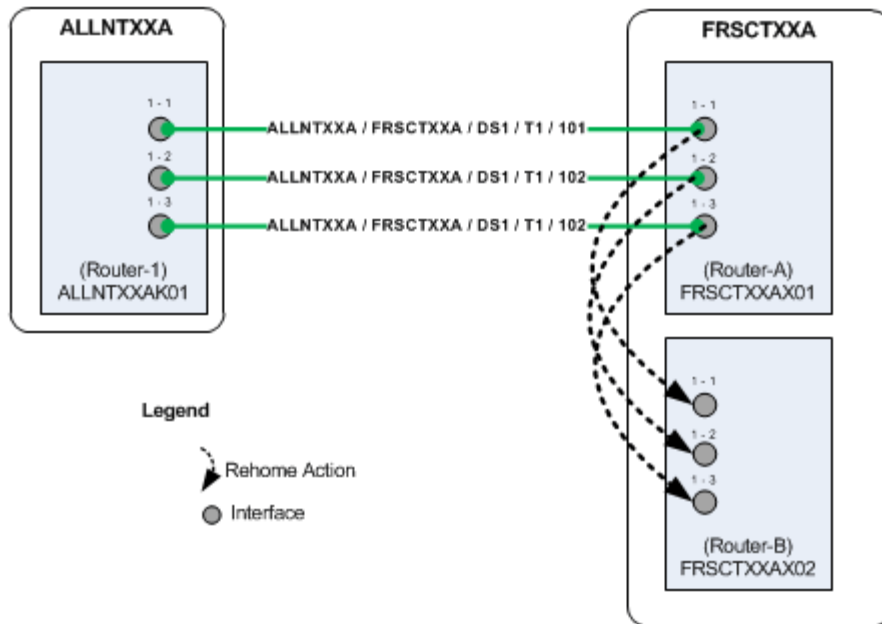 ALLNTXXA
FRSCTXXA
1 - 1
ALLNTXXA / FRSCTXXA / DS1 / T1 / 101
1 - 1
1 - 2
ALLNTXXA / FRSCTXXA / DS1 / T1 / 102
1 - 2
1 - 3
ALLNTXXA / FRSCTXXA / DS1 / T1 / 102
1 - 3
(Router-1)
ALLNTXXAK01
(Router-A)
FRSCTXXAX01
Legend
Rehome Action
Interface
1 - 1
1 - 2
1 - 3
(Router-B)
FRSCTXXAX02